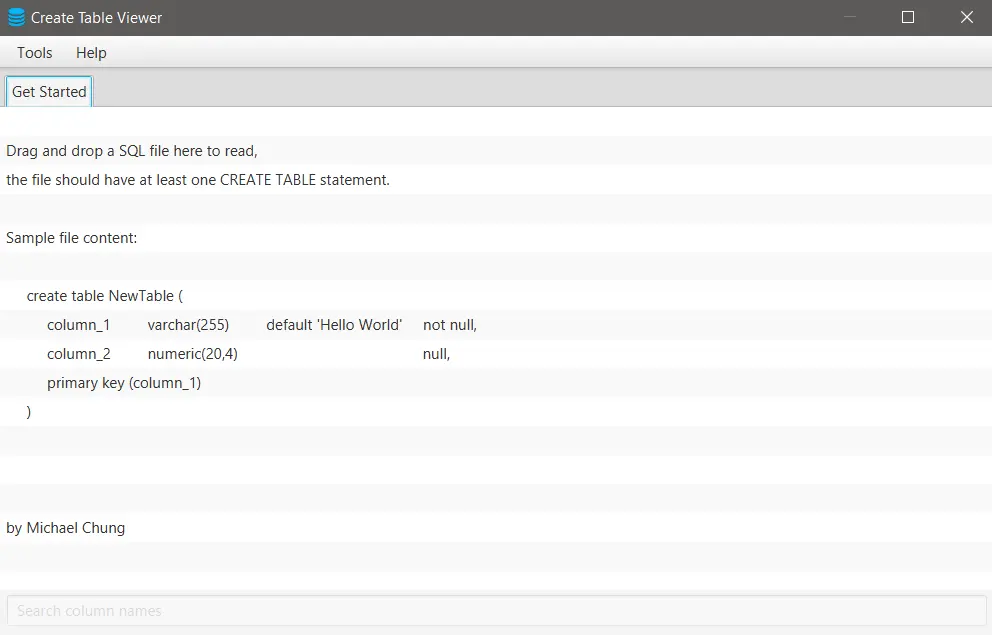 Create Table Viewer
Tools Help
Get Started
Drag and drop a SQL file here to read,
the file should have at least one CREATE TABLE statement.
Sample file content:
create table NewTable (
column_1 varchar(255) default 'Hello World' not null,
column_2 numeric(20,4) null,
primary key (column_1)
)
by Michael Chung
Search column names